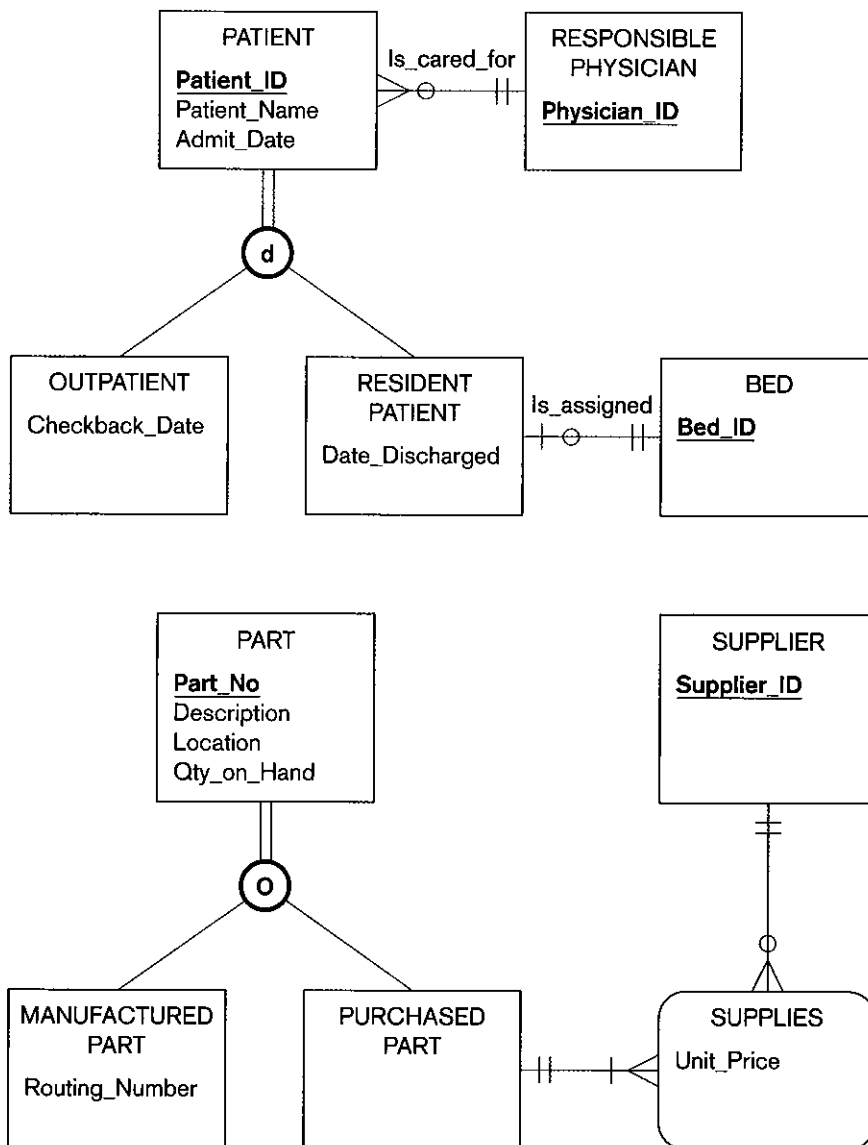 PATIENT
Patient_ID
Patient_Name
Admit_Date
Is_cared_for
RESPONSIBLE
PHYSICIAN
Physician_ID
d
OUTPATIENT
Checkback_Date
RESIDENT
PATIENT
Date_Discharged
Is_assigned
BED
Bed_ID
PART
Part_No
Description
Location
Qty_on_Hand
SUPPLIER
Supplier_ID
O
MANUFACTURED
PART
Routing_Number
PURCHASED
PART
SUPPLIES
Unit_Price